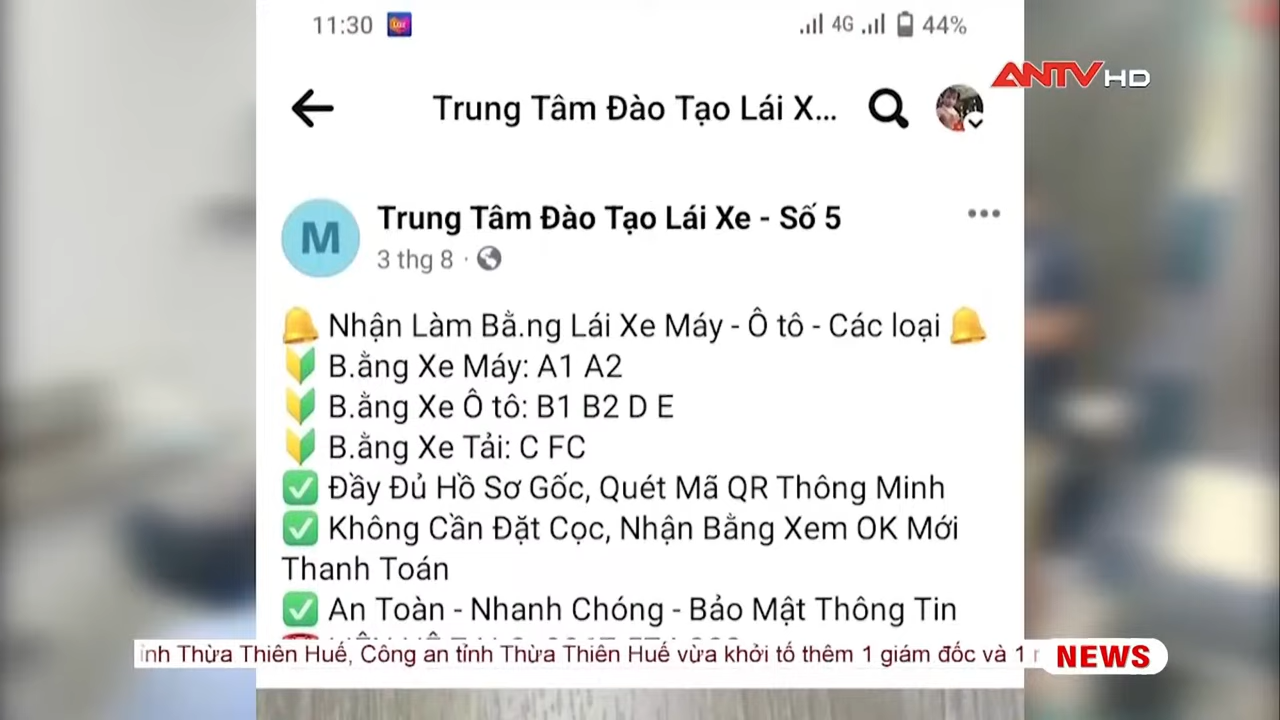 11:30
4G
44%
ANTV HD
Trung Tâm Đào Tạo Lái X...
M
Trung Tâm Đào Tạo Lái Xe - Số 5
3 thg 8 ·
Nhận Làm Bằ.ng Lái Xe Máy - Ô tô - Các loại
B.ằng Xe Máy: A1 A2
B.ằng Xe Ô tô: B1 B2 D E
B.ằng Xe Tải: C FC
Đầy Đủ Hồ Sơ Gốc, Quét Mã QR Thông Minh
Không Cần Đặt Cọc, Nhận Bằng Xem OK Mới
Thanh Toán
An Toàn - Nhanh Chóng - Bảo Mật Thông Tin
Thừa Thiên Huế, Công an tỉnh Thừa Thiên Huế vừa khởi tố thêm 1 giám đốc và 1
NEWS